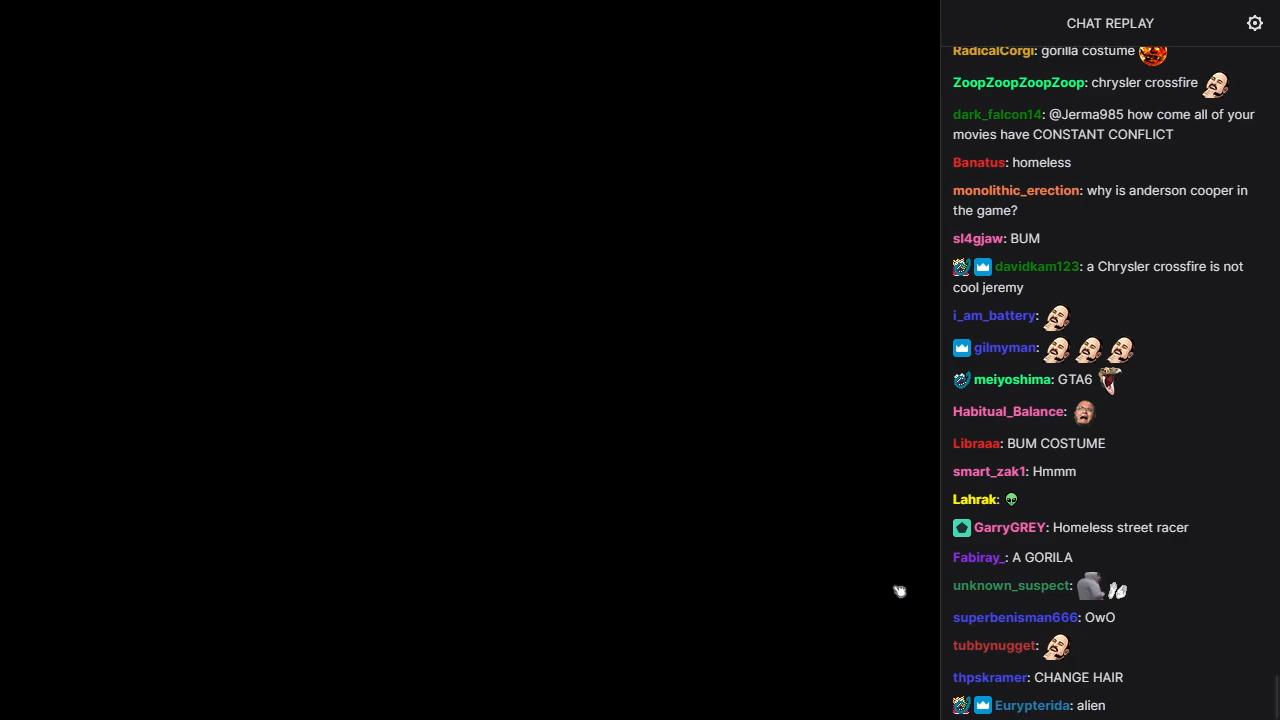 CHAT REPLAY
RadicalCorgi: gorilla costume
ZoopZoopZoopZoop: chrysler crossfire
dark_falcon14: @Jerma985 how come all of your
movies have CONSTANT CONFLICT
Banatus: homeless
monolithic_erection: why is anderson cooper in
the game?
sl4gjaw: BUM
davidkam123: a Chrysler crossfire is not
cool jeremy
i_am_battery:
gilmyman:
meiyoshima: GTA6
Habitual_Balance:
Libraaa: BUM COSTUME
smart_zak1: Hmmm
Lahrak:
GarryGREY: Homeless street racer
Fabiray_: A GORILA
unknown_suspect:
superbenisman666: OwO
tubbynugget:
thpskramer: CHANGE HAIR
Eurypterida: alien